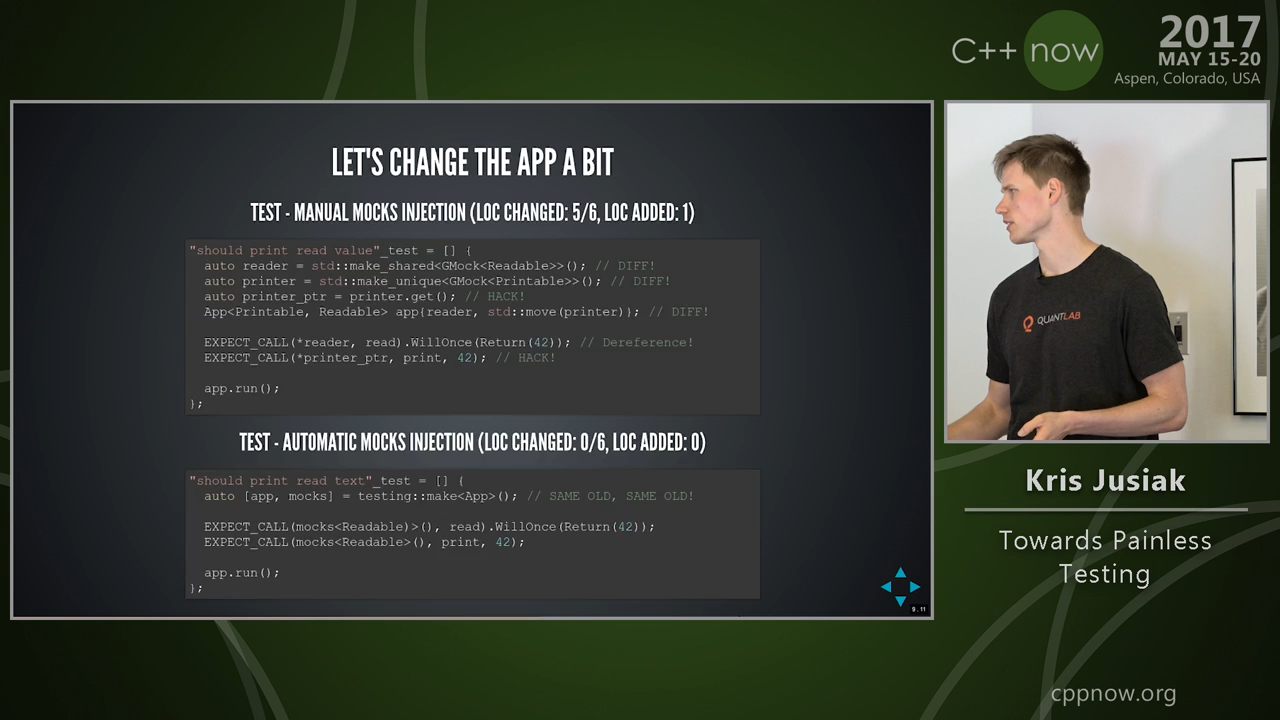 C++ now
2017
MAY 15-20
Aspen, Colorado, USA
LET'S CHANGE THE APP A BIT
TEST - MANUAL MOCKS INJECTION (LOC CHANGED: 5/6, LOC ADDED: 1)
"should print read value"_test = [] {
auto reader = std::make_shared<GMock<Readable>>(); // DIFF!
auto printer = std::make_unique<GMock<Printable>>(); // DIFF!
auto printer_ptr = printer.get(); // HACK!
App<Printable, Readable> app{reader, std::move(printer)}; // DIFF!
EXPECT_CALL(*reader, read).WillOnce(Return(42)); // Dereference!
EXPECT_CALL(*printer_ptr, print, 42); // HACK!
app.run();
};
TEST - AUTOMATIC MOCKS INJECTION (LOC CHANGED: 0/6, LOC ADDED: 0)
"should print read text"_test = [] {
auto [app, mocks] = testing::make<App>(); // SAME OLD, SAME OLD!
EXPECT_CALL(mocks<Readable)>(), read).WillOnce(Return(42));
EXPECT_CALL(mocks<Readable>(), print, 42);
app.run();
};
9.11
QUANTLAB
Kris Jusiak
Towards Painless
Testing
cppnow.org